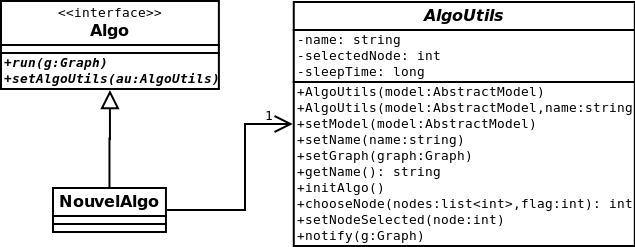 <<interface>>
Algo
+run(g:Graph)
+setAlgoUtils(au:AlgoUtils)
AlgoUtils
-name: string
-selectedNode: int
-sleepTime: long
+AlgoUtils(model:AbstractModel)
+AlgoUtils(model:AbstractModel,name:string
+setModel(model:AbstractModel)
+setName(name:string)
+setGraph(graph:Graph)
+getName(): string
+initAlgo()
+chooseNode(nodes:list<int>,flag:int): int
+setNodeSelected(node:int)
+notify(g:Graph)
1
NouvelAlgo